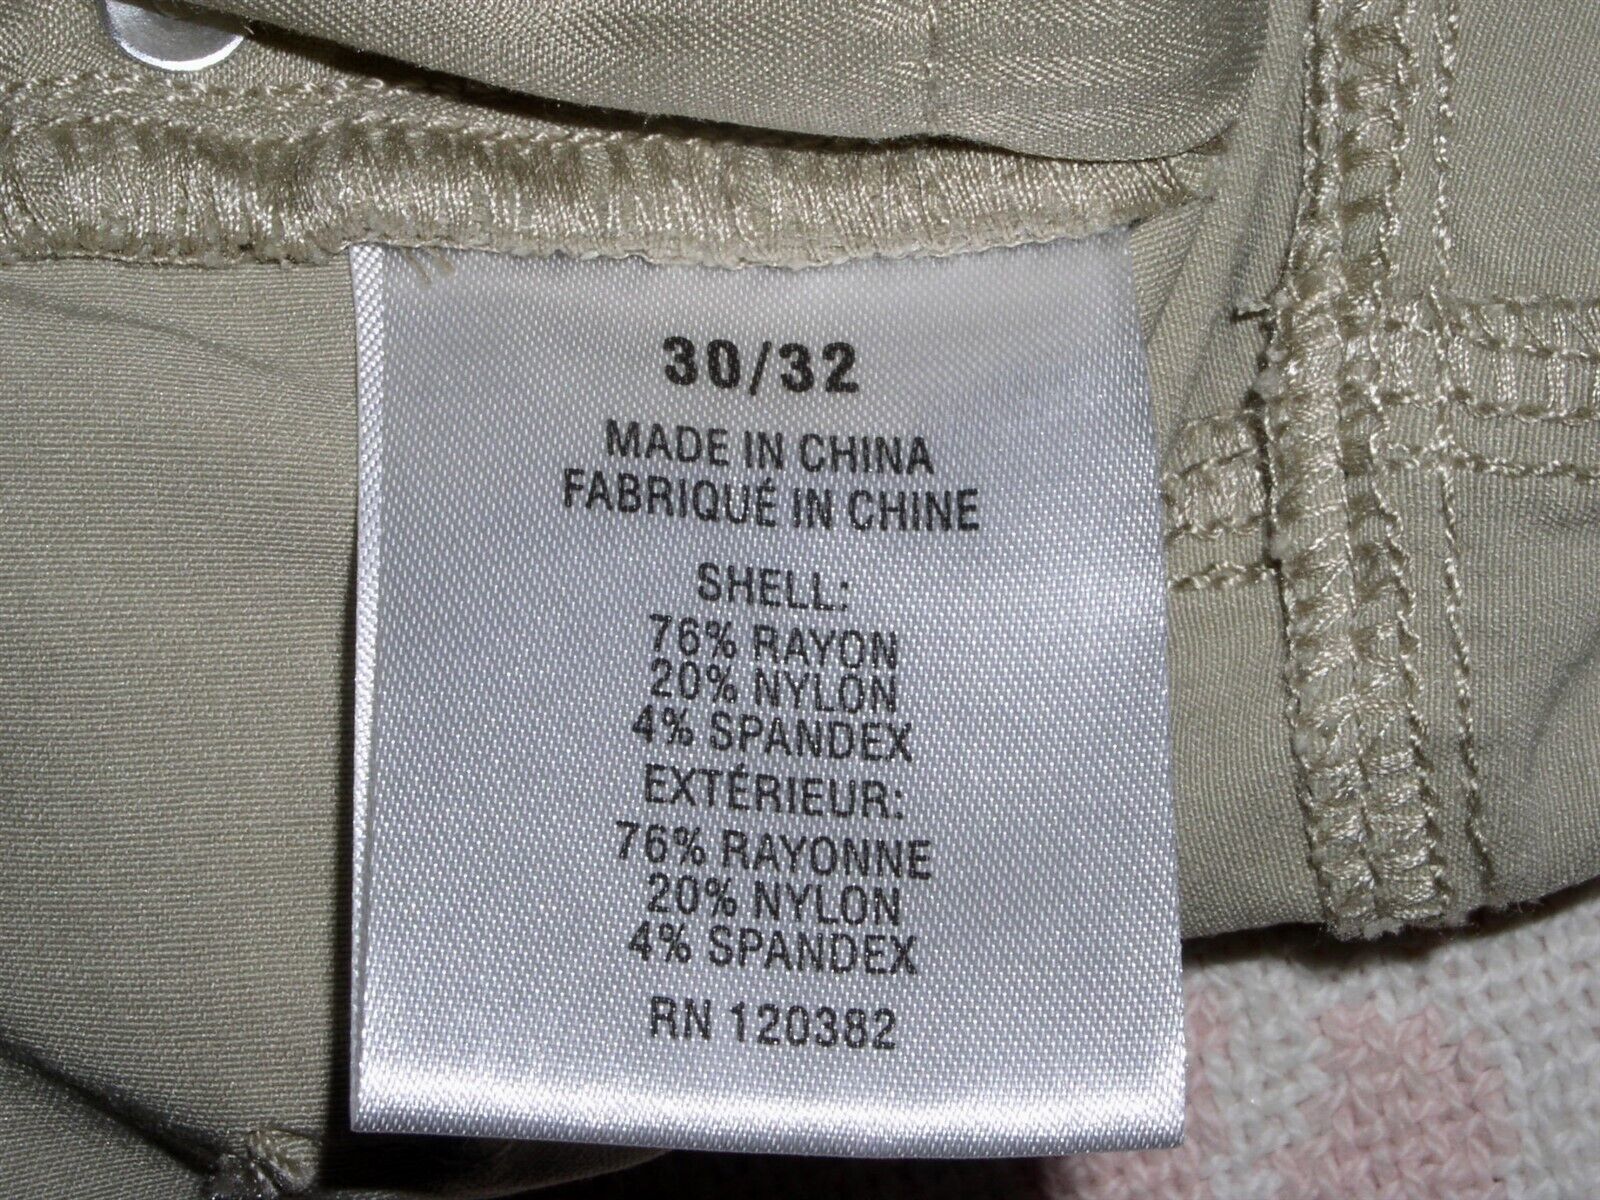 30/32
MADE IN CHINA
FABRIQUÉ IN CHINE
SHELL:
76% RAYON
20% NYLON
4% SPANDEX
EXTÉRIEUR:
76% RAYONNE
20% NYLON
4% SPANDEX
RN 120382